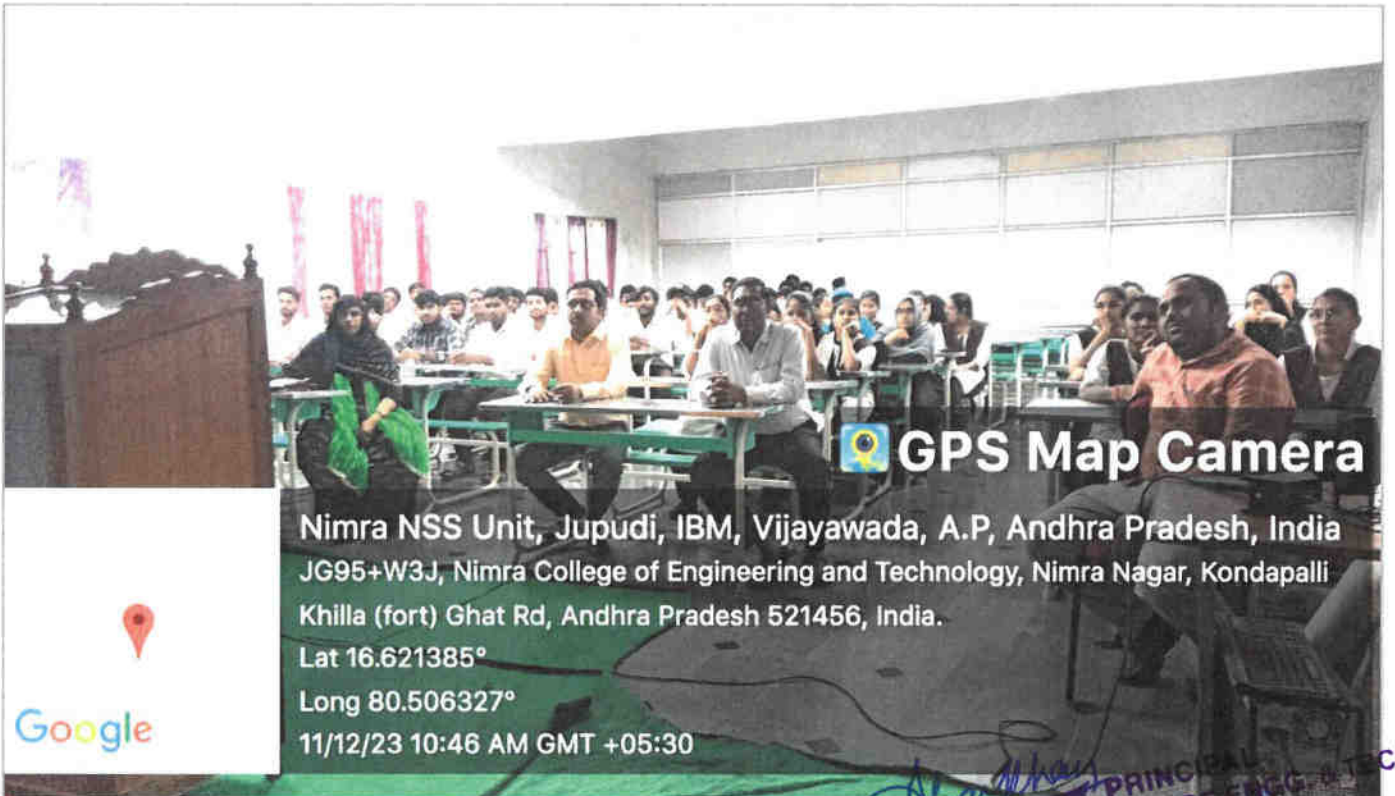 GPS Map Camera
Nimra NSS Unit, Jupudi, IBM, Vijayawada, A.P, Andhra Pradesh, India
JG95+W3J, Nimra College of Engineering and Technology, Nimra Nagar, Kondapalli
Khilla (fort) Ghat Rd, Andhra Pradesh 521456, India.
Lat 16.621385°
Long 80.506327°
11/12/23 10:46 AM GMT +05:30
Google
PRINCIPAL
ENGG. &